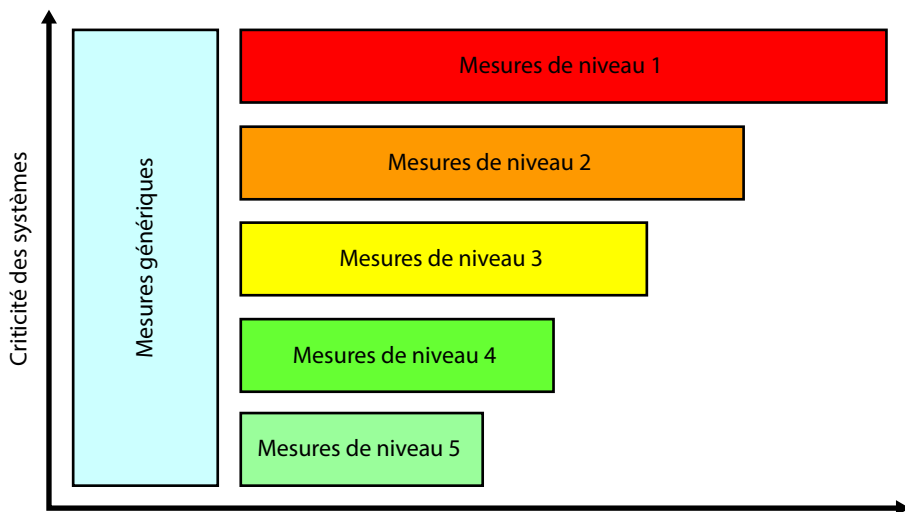 Criticité des systèmes
Mesures génériques
Mesures de niveau 1
Mesures de niveau 2
Mesures de niveau 3
Mesures de niveau 4
Mesures de niveau 5